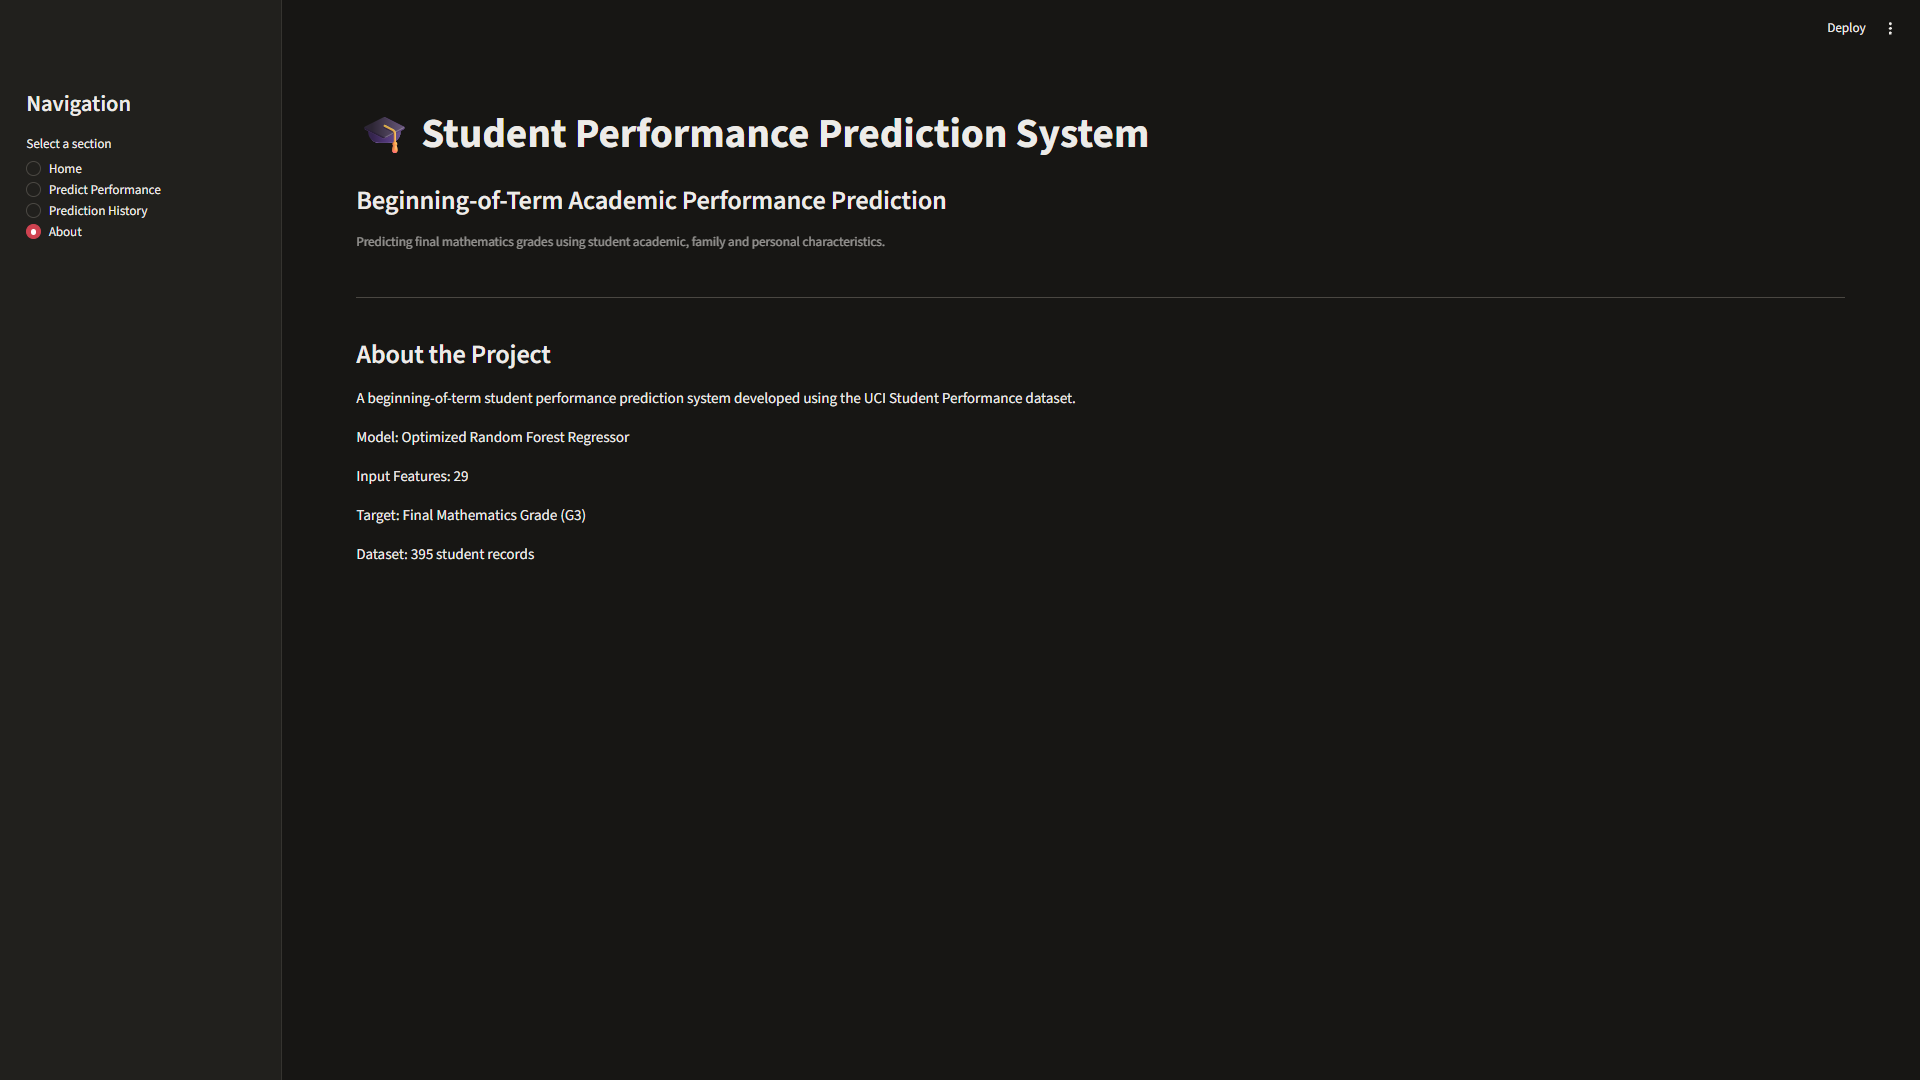 Deploy
Navigation
Select a section
Home
Predict Performance
Prediction History
About
Student Performance Prediction System
Beginning-of-Term Academic Performance Prediction
Predicting final mathematics grades using student academic, family and personal characteristics.
About the Project
A beginning-of-term student performance prediction system developed using the UCI Student Performance dataset.
Model: Optimized Random Forest Regressor
Input Features: 29
Target: Final Mathematics Grade (G3)
Dataset: 395 student records